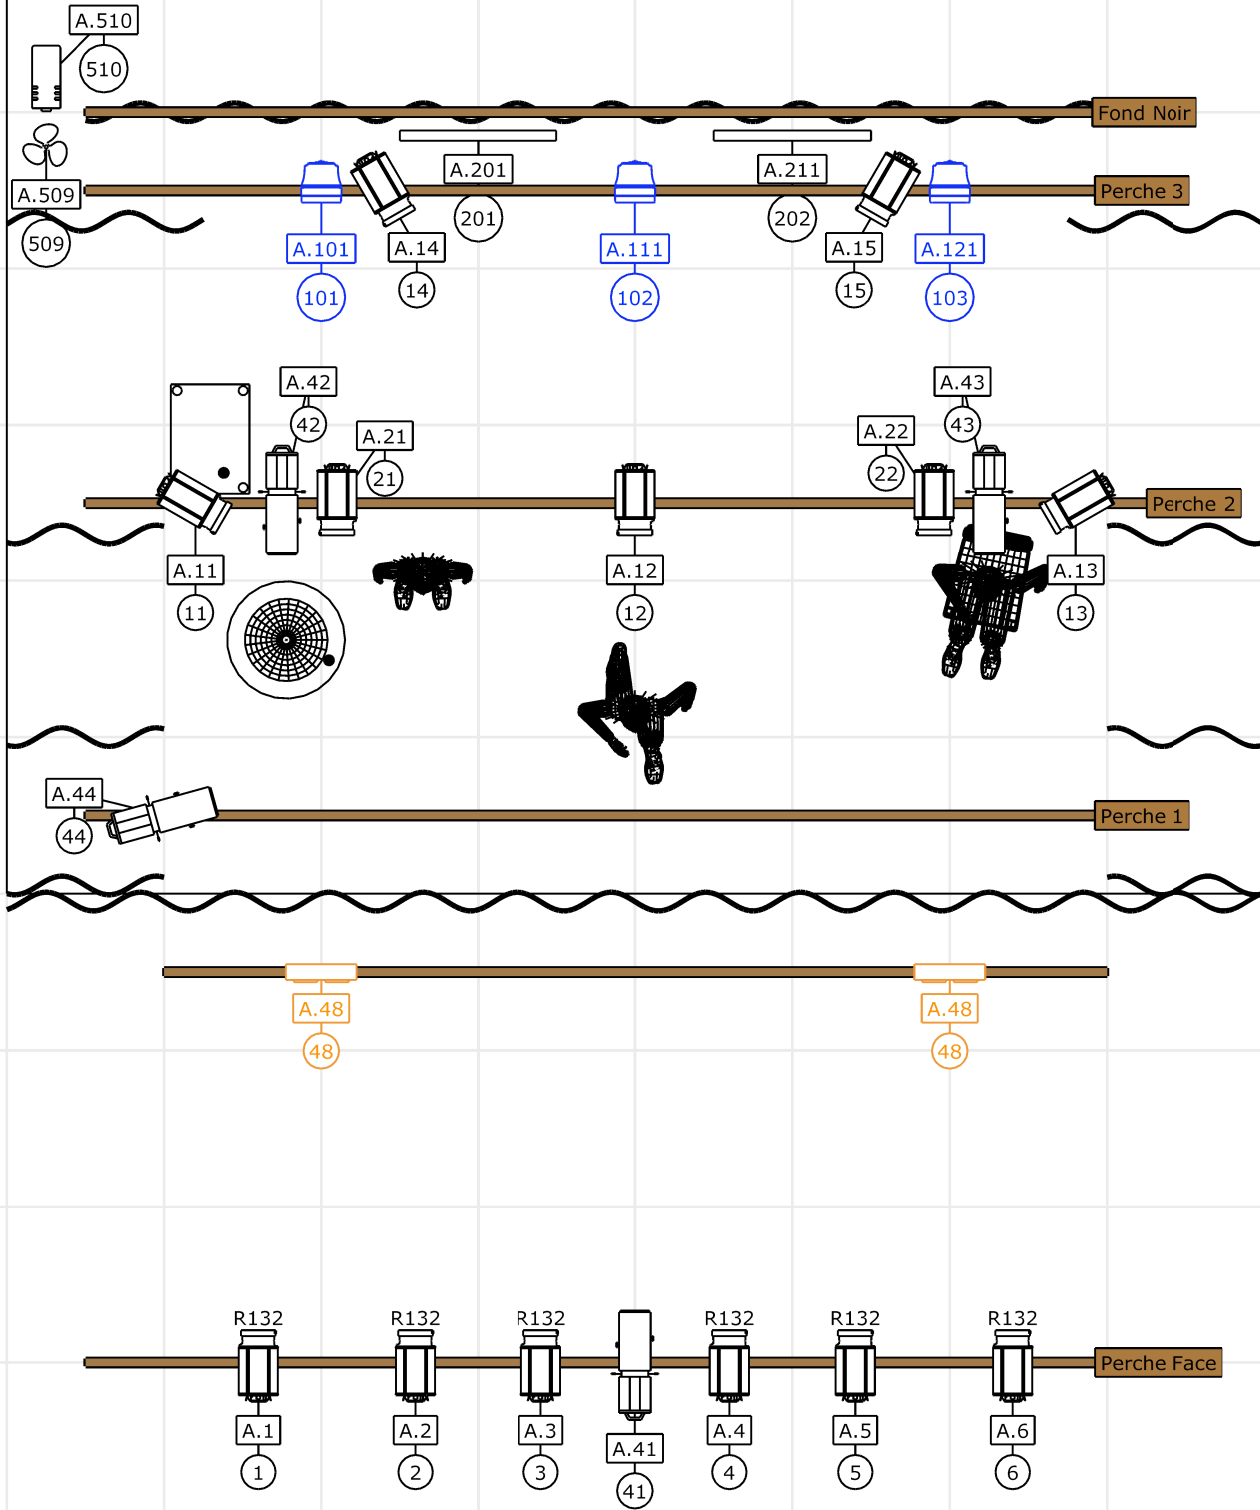 A.510
510
Fond Noir
A.201
A.211
A.509
Perche 3
201
202
509
A.101
A.14
A.111
A.15
A.121
101
14
102
15
103
A.42
A.43
42
A.21
A.22
43
21
22
Perche 2
A.11
A.12
A.13
11
12
13
A.44
44
Perche 1
A.48
A.48
48
48
R132
R132
R132
R132
R132
R132
Perche Face
A.1
A.2
A.3
A.41
A.4
A.5
A.6
1
2
3
41
4
5
6